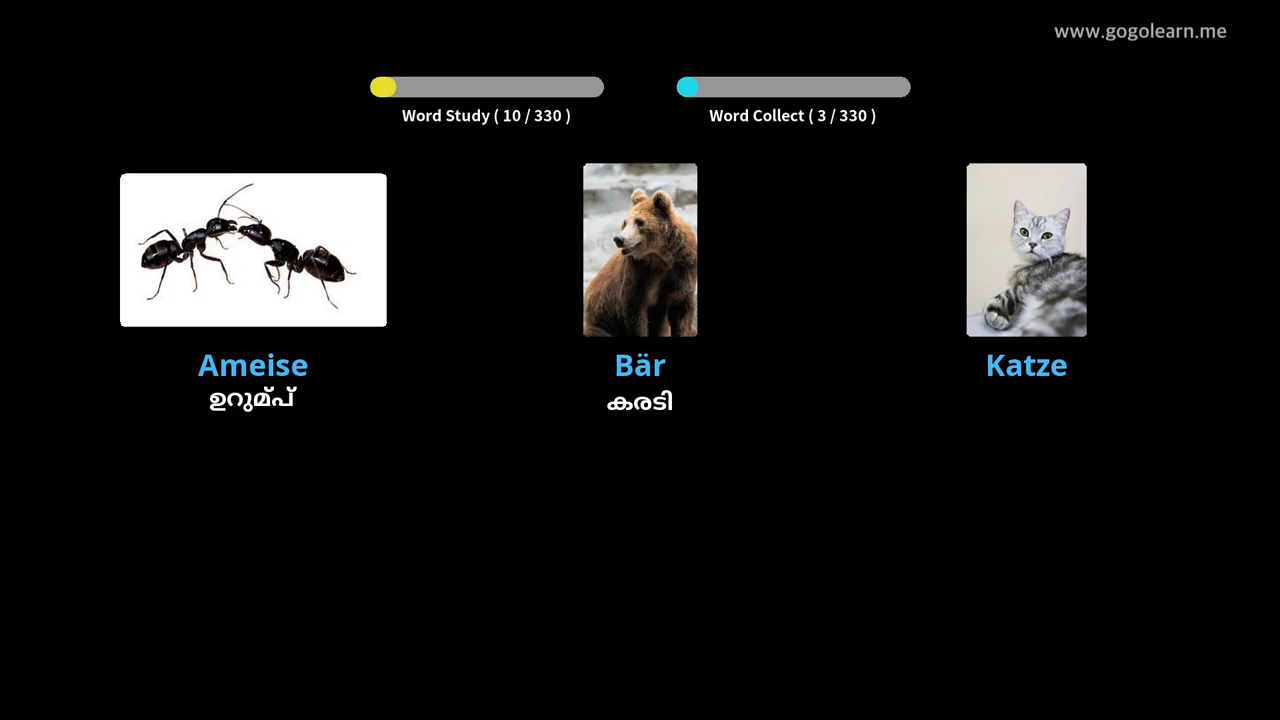 www.gogolearn.me
Word Study ( 10 / 330 )
Word Collect ( 3 / 330 )
Ameise
ഉറുമ്പ്
Bär
കരടി
Katze